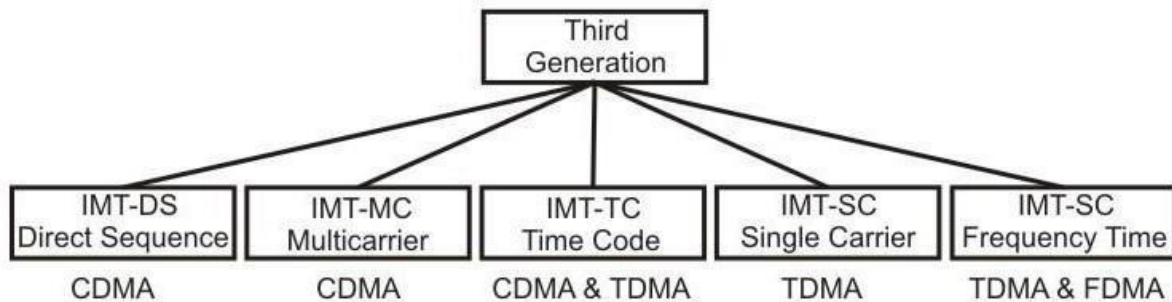 Third
Generation
IMT-DS
Direct Sequence
IMT-MC
Multicarrier
IMT-TC
Time Code
IMT-SC
Single Carrier
IMT-SC
Frequency Time
CDMA
CDMA
CDMA & TDMA
TDMA
TDMA & FDMA